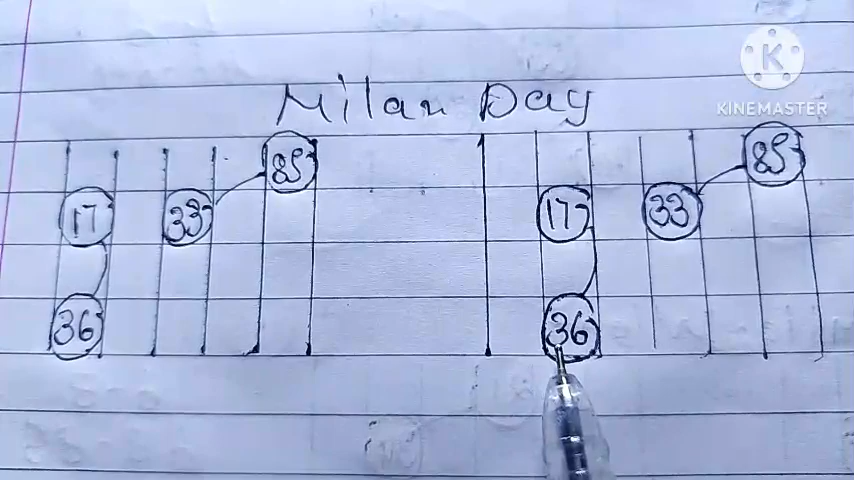 Milan Day
K
KINEMASTER
85 85
17 33 17 33
36 36